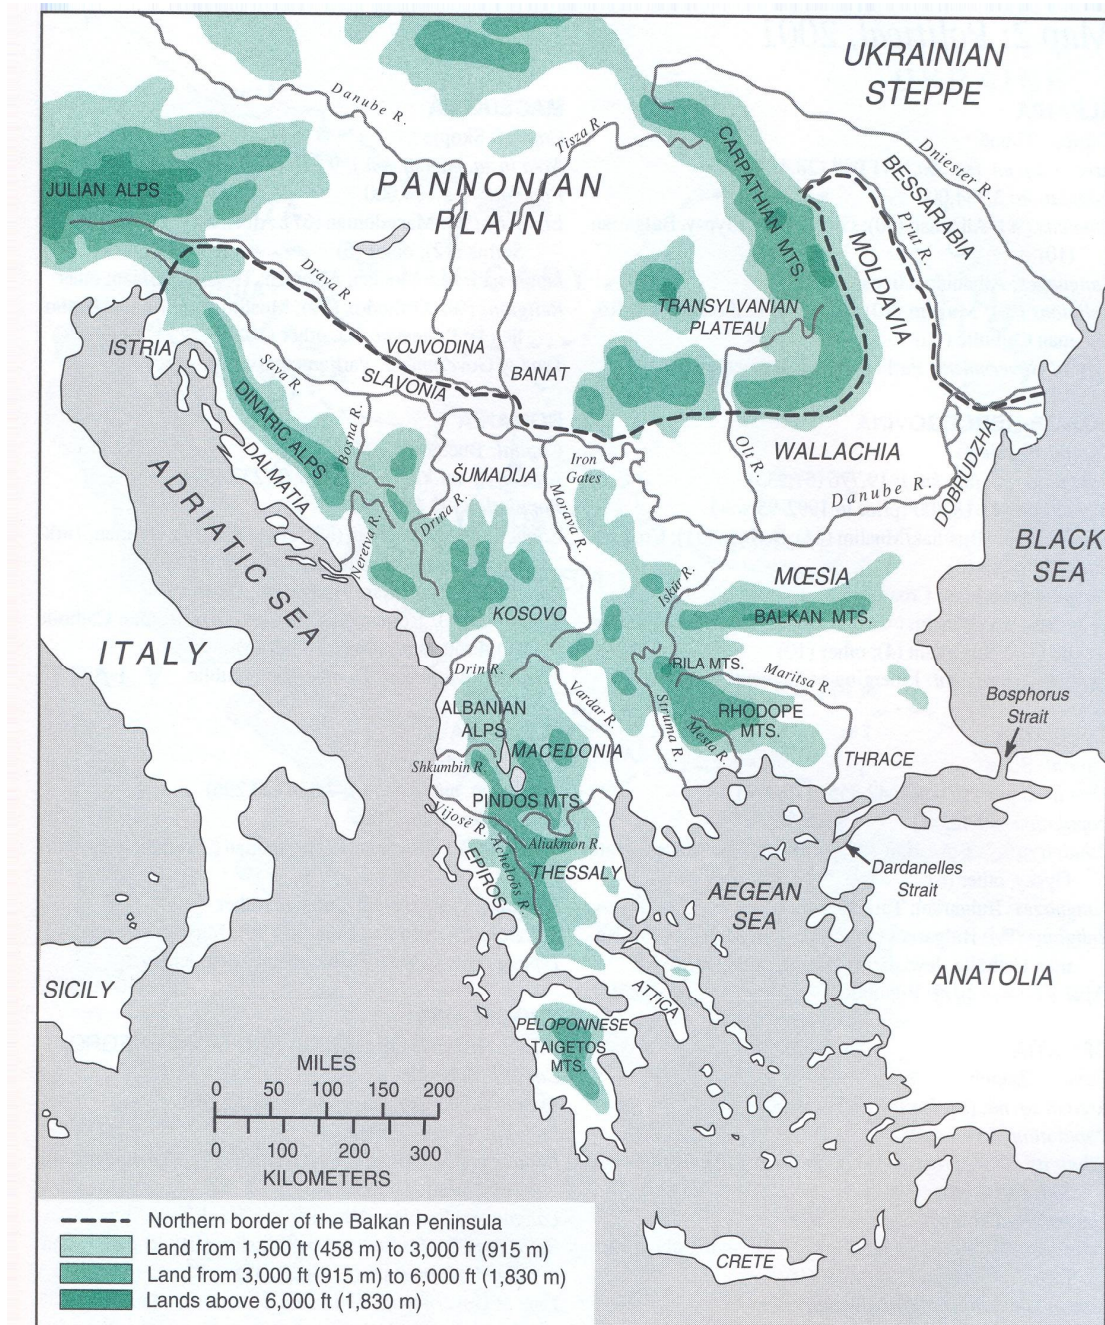 UKRAINIAN
STEPPE
Danube R.
Tisza R.
CARPATHIAN MTS.
Dniester R.
BESSARABIA
Prut R.
MOLDAVIA
JULIAN ALPS
PANNONIAN
PLAIN
Drava R.
TRANSYLVANIAN
PLATEAU
ISTRIA
VOJVODINA
Sava R.
SLAVONIA
BANAT
DINARIC ALPS
Bosna R.
DALMATIA
ŠUMADIJA
Iron
Gates
Olt R.
WALLACHIA
Danube R.
DOBRUDZHA
ADRIATIC SEA
Neretva R.
Drina R.
Morava R.
BLACK
SEA
Iskŭr R.
MŒSIA
BALKAN MTS.
KOSOVO
ITALY
Drin R.
RILA MTS.
Maritsa R.
Bosphorus
Strait
ALBANIAN
ALPS
Vardar R.
Struma R.
Mesta R.
RHODOPE
MTS.
MACEDONIA
THRACE
Shkumbin R.
PINDOS MTS.
Vijosë R.
Aliakmon R.
Acheloös R.
EPIROS
THESSALY
Dardanelles
Strait
AEGEAN
SEA
SICILY
ANATOLIA
ATTICA
PELOPONNESE
TAIGETOS
MTS.
MILES
0 50 100 150 200
0 100 200 300
KILOMETERS
CRETE
Northern border of the Balkan Peninsula
Land from 1,500 ft (458 m) to 3,000 ft (915 m)
Land from 3,000 ft (915 m) to 6,000 ft (1,830 m)
Lands above 6,000 ft (1,830 m)